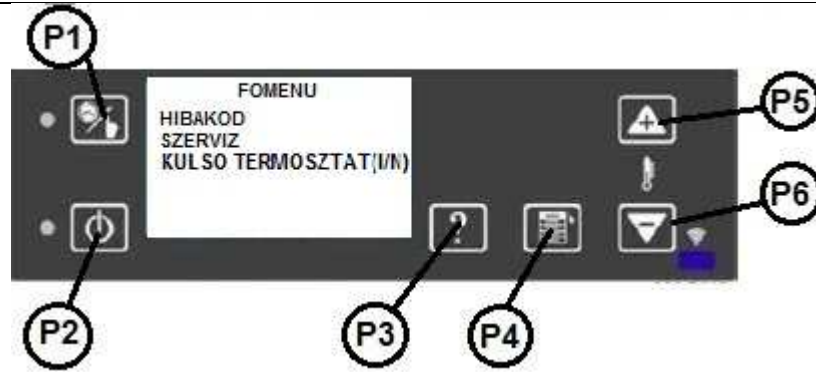 P1
FOMENU
HIBAKOD
SZERVIZ
KULSO TERMOSZTAT(I/N)
P5
P6
P2
P3
P4
?
+
−